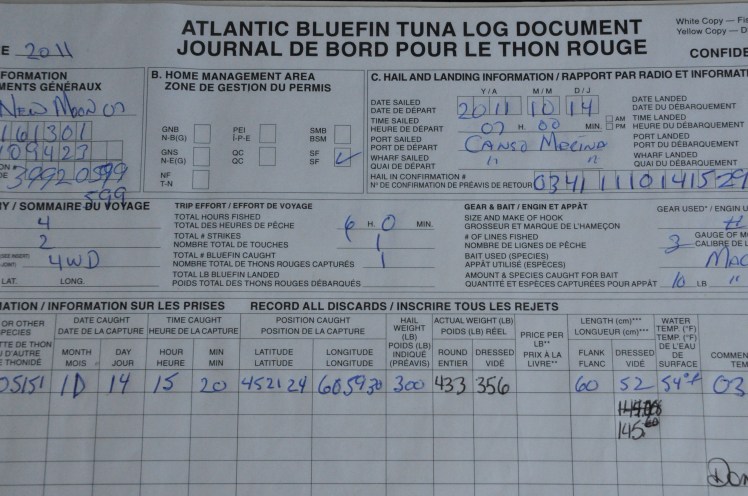 ATLANTIC BLUEFIN TUNA LOG DOCUMENT
JOURNAL DE BORD POUR LE THON ROUGE
White Copy — Fis
Yellow Copy — D
CONFIDE
E 2011
FORMATION
MENTS GÉNÉRAUX
NEW MOON 07
161301
109423
B. HOME MANAGEMENT AREA
ZONE DE GESTION DU PERMIS
GNB
N-B(G)
PEI
I-P-E
SMB
BSM
GNS
N-E(G)
QC
QC
SF
SF ✓
NF
T-N
C. HAIL AND LANDING INFORMATION / RAPPORT PAR RADIO ET INFORMAT
Y / A M / M D / J
DATE SAILED
DATE DE DÉPART
2011 10 14
TIME SAILED
HEURE DE DÉPART
07 H. 00 MIN.
AM
PM
PORT SAILED
PORT DE DÉPART
CANSO
WHARF SAILED
QUAI DE DÉPART
" "
HAIL IN CONFIRMATION #
N° DE CONFIRMATION DE PRÉAVIS DE RETOUR
DATE LANDED
DATE DU DÉBARQUEMENT
TIME LANDED
HEURE DU DÉBARQUEMENT
PORT LANDED
PORT DU DÉBARQUEMENT
WHARF LANDED
QUAI DU DÉBARQUEMENT
599
RY / SOMMAIRE DU VOYAGE
4
2
4WD
LAT. LONG.
TRIP EFFORT / EFFORT DE VOYAGE
TOTAL HOURS FISHED
TOTAL DES HEURES DE PÊCHE
6 H. 0 MIN.
TOTAL # STRIKES
NOMBRE TOTAL DE TOUCHES
1
TOTAL # BLUEFIN CAUGHT
NOMBRE TOTAL DE THONS ROUGES CAPTURÉS
1
TOTAL LB BLUEFIN LANDED
POIDS TOTAL DES THONS ROUGES DÉBARQUÉS
GEAR & BAIT / ENGIN ET APPÂT
SIZE AND MAKE OF HOOK
GROSSEUR ET MARQUE DE L'HAMEÇON
# OF LINES FISHED
NOMBRE DE LIGNES DE PÊCHE
3
BAIT USED (SPECIES)
APPÂT UTILISÉ (ESPÈCES)
MAC
AMOUNT & SPECIES CAUGHT FOR BAIT
QUANTITÉ ET ESPÈCES CAPTURÉES POUR APPÂT
10 LB
GEAR USED* / ENGIN U
GAUGE OF M
CALIBRE DE L
MATION / INFORMATION SUR LES PRISES
RECORD ALL DISCARDS / INSCRIRE TOUS LES REJETS
OR OTHER
PECIES
TTE DE THON
U D'AUTRE
DE THONIDÉ
DATE CAUGHT
DATE DE LA CAPTURE
MONTH
MOIS
DAY
JOUR
TIME CAUGHT
HEURE DE LA CAPTURE
HOUR
HEURE
MIN
MIN
POSITION CAUGHT
POSITION DE LA CAPTURE
LATITUDE
LATITUDE
LONGITUDE
LONGITUDE
HAIL
WEIGHT
(LB)
POIDS (LB)
INDIQUÉ
(PRÉAVIS)
ACTUAL WEIGHT (LB)
POIDS (LB) RÉEL
ROUND
ENTIER
DRESSED
VIDÉ
PRICE PER
LB**
PRIX À LA
LIVRE**
LENGTH (cm)***
LONGUEUR (cm)***
FLANK
FLANC
DRESSED
VIDÉ
WATER
TEMP. (°F)
TEMP. (°F)
DE L'EAU
DE
SURFACE
COMMEN
TEM
05151 10 14 15 20 452124 605930 300 433 356 60 52 54°F 03
145.60